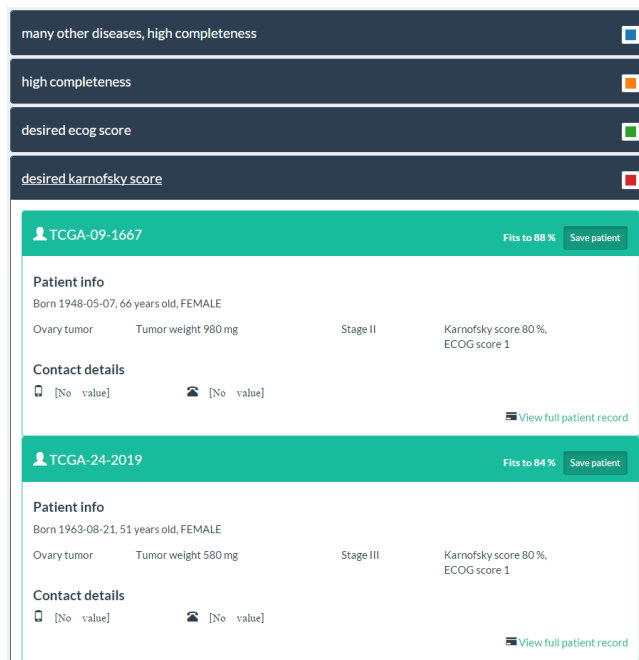 many other diseases, high completeness
high completeness
desired ecog score
desired karnofsky score
TCGA-09-1667 Fits to 88 % Save patient
Patient info
Born 1948-05-07, 66 years old, FEMALE
Ovary tumor Tumor weight 980 mg Stage II Karnofsky score 80 %,
ECOG score 1
Contact details
[No value] [No value]
View full patient record
TCGA-24-2019 Fits to 84 % Save patient
Patient info
Born 1963-08-21, 51 years old, FEMALE
Ovary tumor Tumor weight 580 mg Stage III Karnofsky score 80 %,
ECOG score 1
Contact details
[No value] [No value]
View full patient record